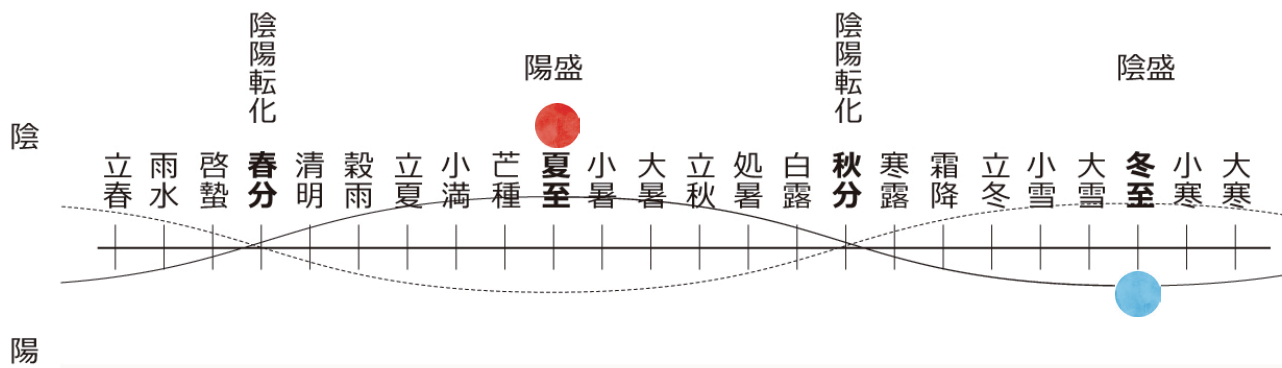 陰陽転化
陽盛
陰陽転化
陰盛
陰
立春
雨水
啓蟄
春分
清明
穀雨
立夏
小満
芒種
夏至
小暑
大暑
立秋
処暑
白露
秋分
寒露
霜降
立冬
小雪
大雪
冬至
小寒
大寒
陽